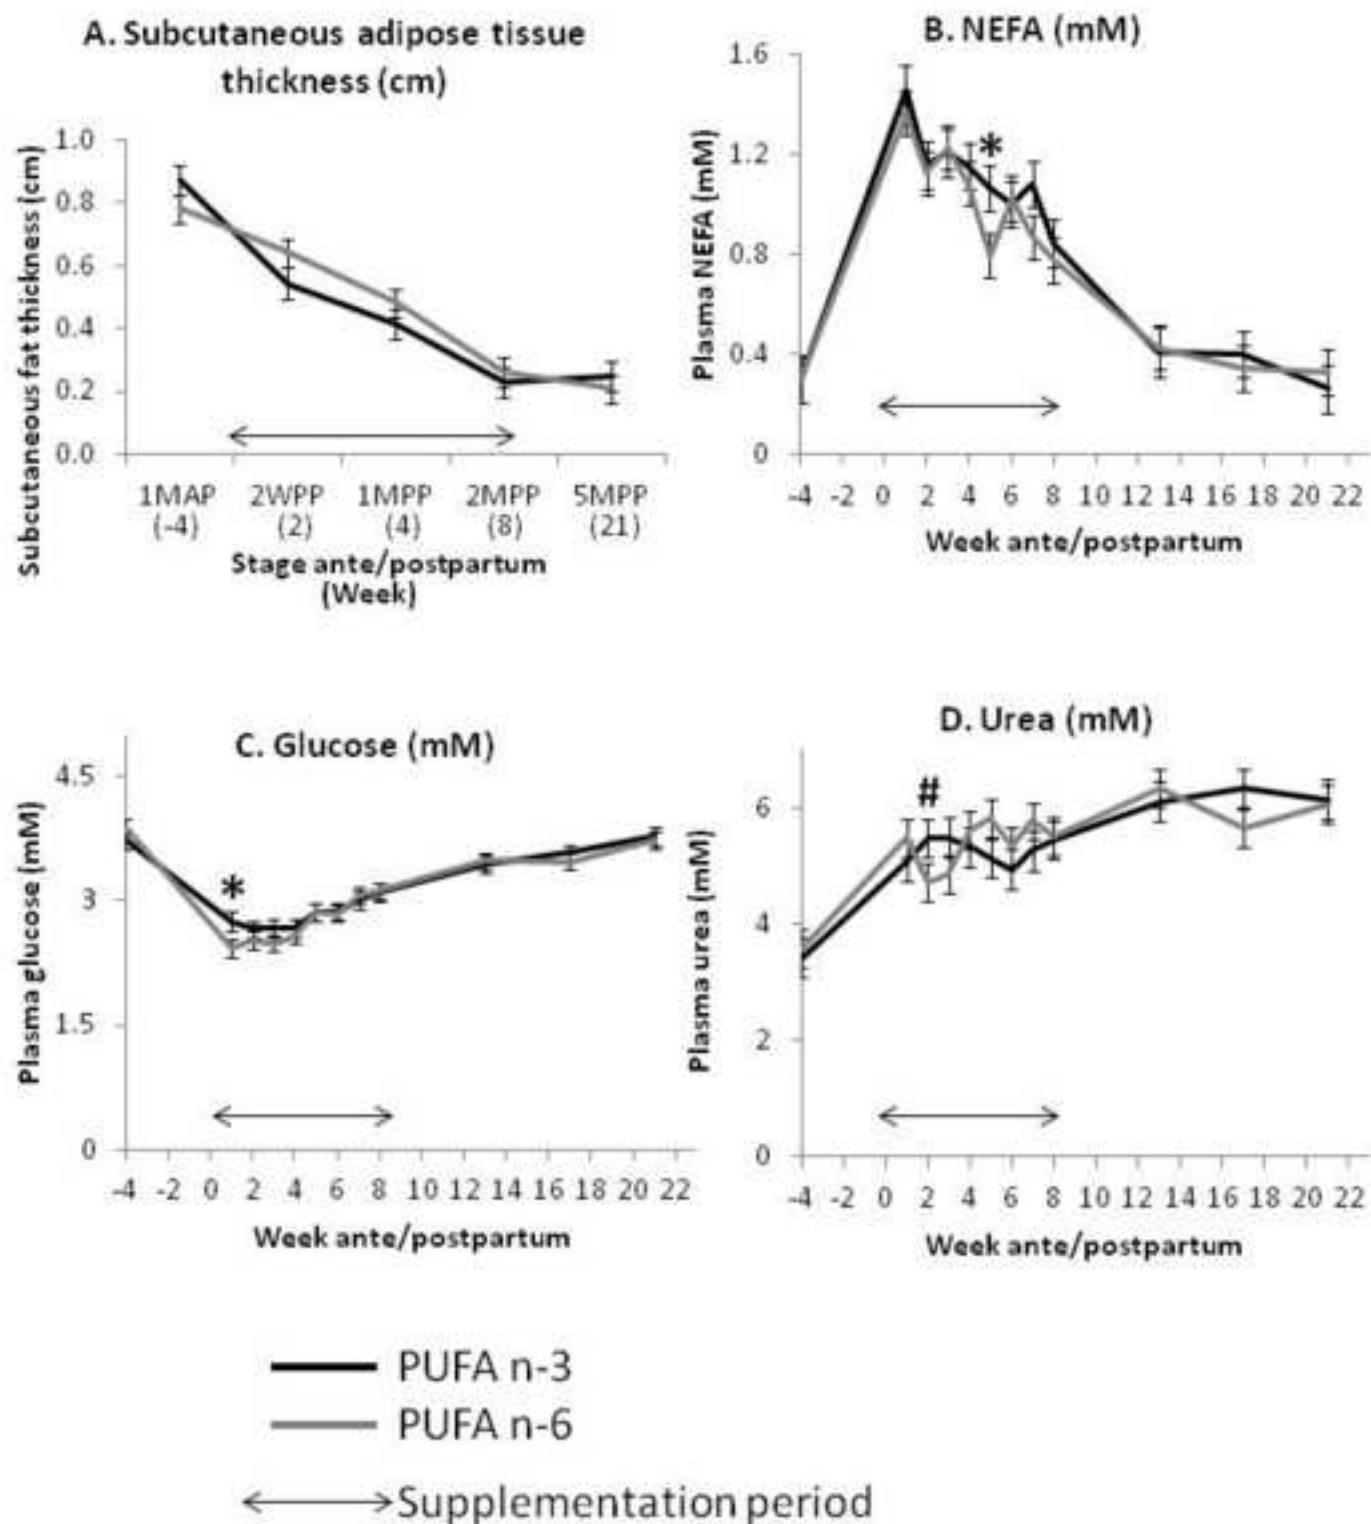 A. Subcutaneous adipose tissue
thickness (cm)
Subcutaneous fat thickness (cm)
1.0
0.8
0.6
0.4
0.2
0.0
1MAP 2WPP 1MPP 2MPP 5MPP
(-4) (2) (4) (8) (21)
Stage ante/postpartum
(Week)
B. NEFA (mM)
Plasma NEFA (mM)
1.6
1.2
0.8
0.4
0
*
-4 -2 0 2 4 6 8 10 12 14 16 18 20 22
Week ante/postpartum
C. Glucose (mM)
Plasma glucose (mM)
4.5
3
1.5
0
*
-4 -2 0 2 4 6 8 10 12 14 16 18 20 22
Week ante/postpartum
D. Urea (mM)
Plasma urea (mM)
6
4
2
0
#
-4 -2 0 2 4 6 8 10 12 14 16 18 20 22
Week ante/postpartum
PUFA n-3
PUFA n-6
Supplementation period